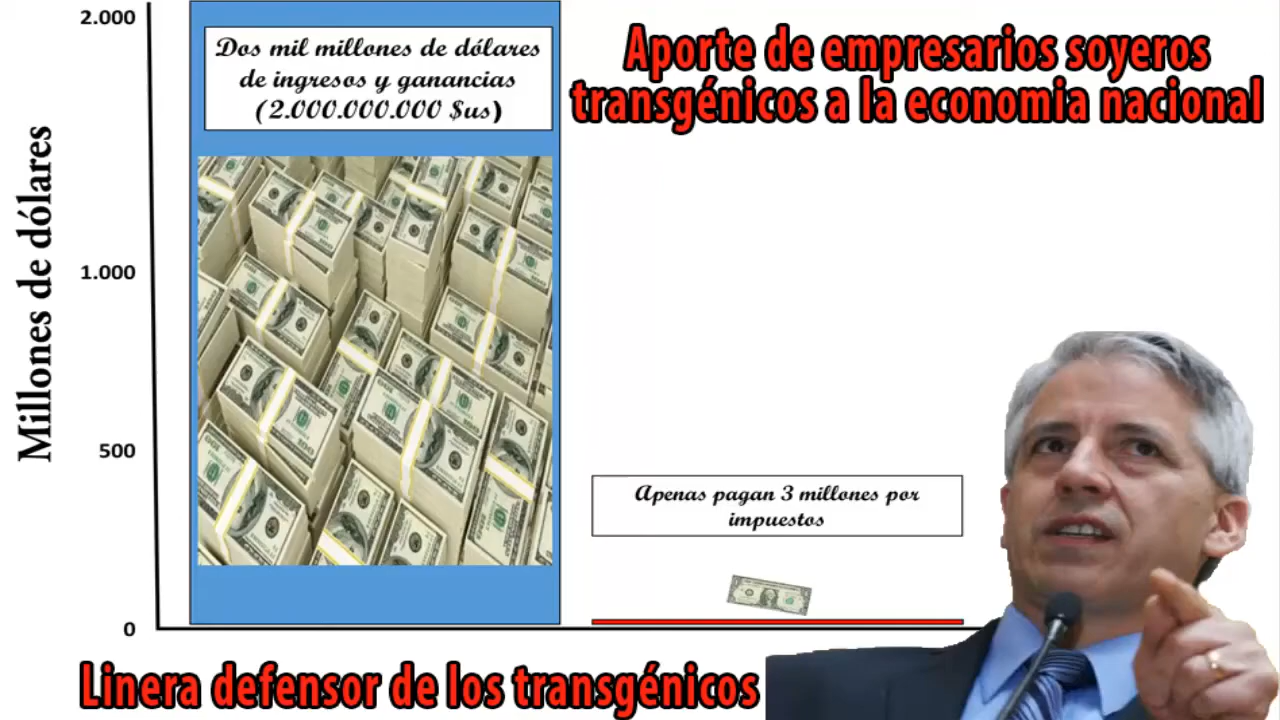 2.000
Dos mil millones de dólares
de ingresos y ganancias
(2.000.000.000 $us)
Aporte de empresarios soyeros
transgénicos a la economia nacional
Millones de dólares
1.000
500
Apenas pagan 3 millones por
impuestos
0
Linera defensor de los transgénicos